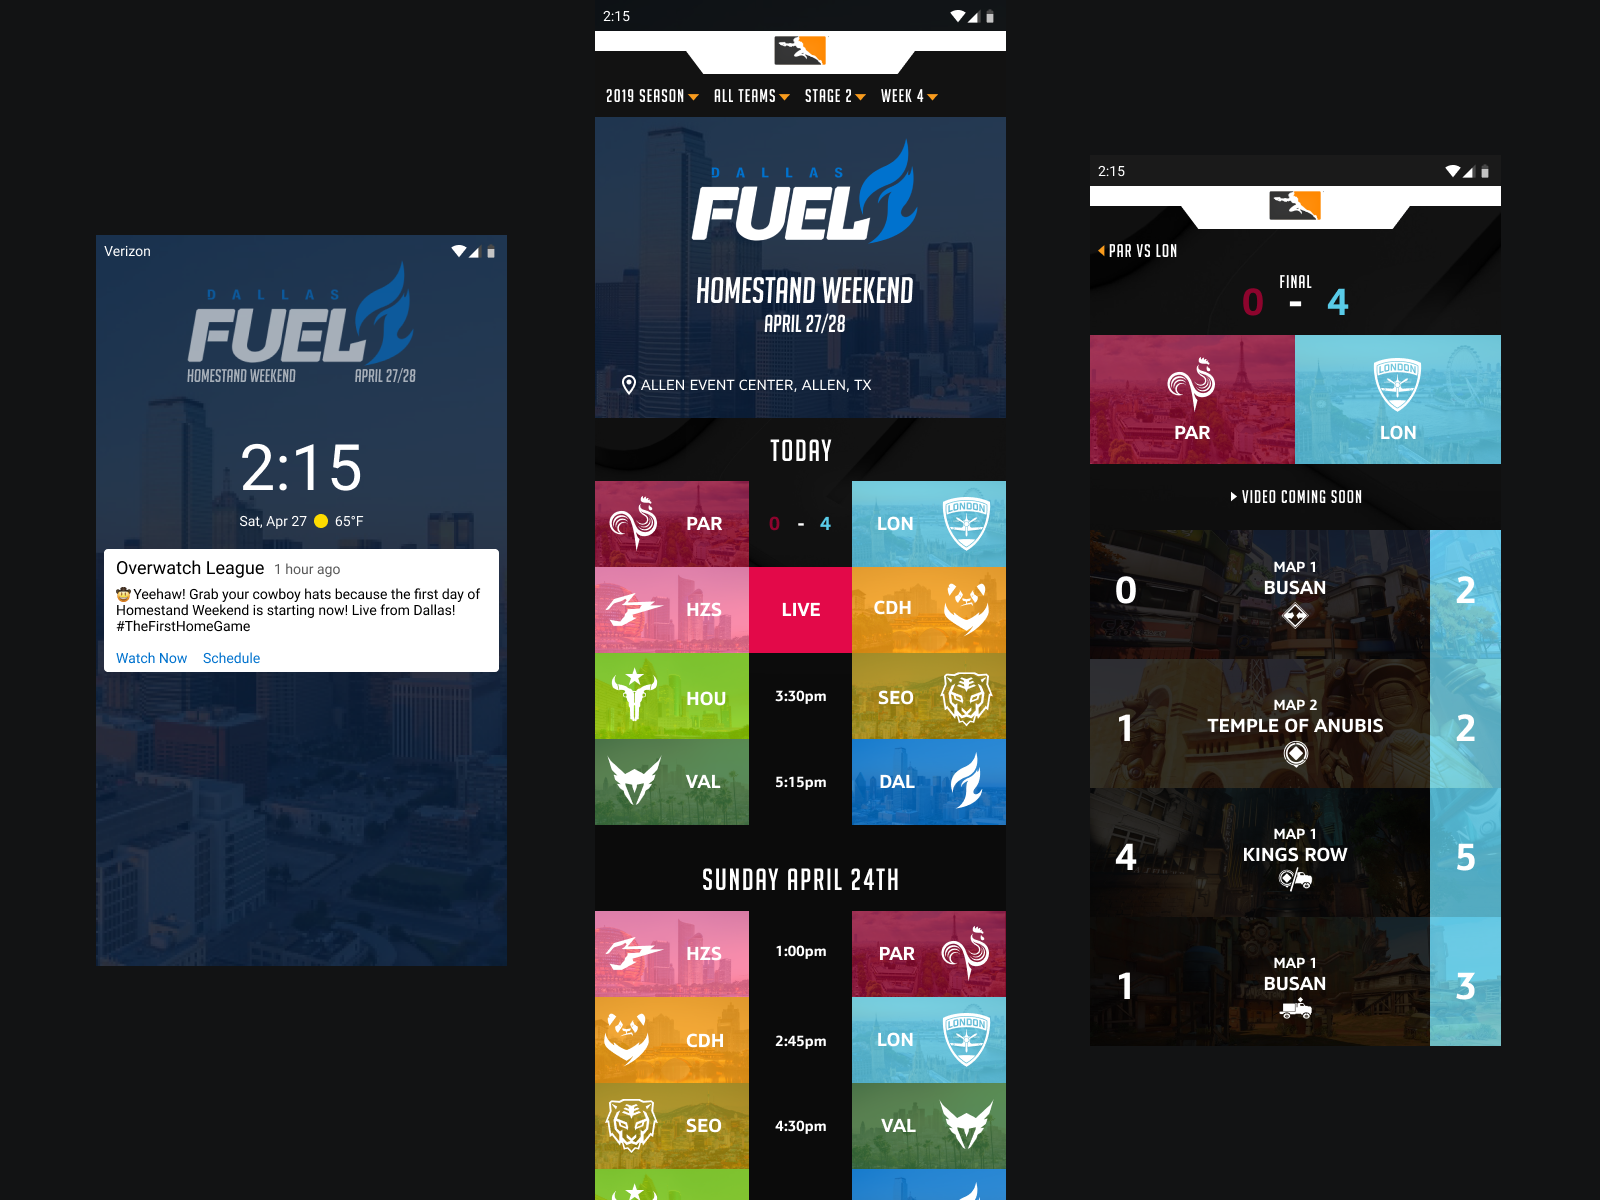 Verizon
DALLAS
FUEL
HOMESTAND WEEKEND APRIL 27/28
2:15
Sat, Apr 27 65°F
Overwatch League 1 hour ago
🤠Yeehaw! Grab your cowboy hats because the first day of
Homestand Weekend is starting now! Live from Dallas!
#TheFirstHomeGame
Watch Now Schedule
2:15
2019 SEASON ALL TEAMS STAGE 2 WEEK 4
DALLAS
FUEL
HOMESTAND WEEKEND
APRIL 27/28
ALLEN EVENT CENTER, ALLEN, TX
TODAY
PAR 0 - 4 LON LONDON
HZS LIVE CDH
HOU 3:30pm SEO
VAL 5:15pm DAL
SUNDAY APRIL 24TH
HZS 1:00pm PAR
CDH 2:45pm LON LONDON
SEO 4:30pm VAL
2:15
PAR VS LON
FINAL
0 - 4
LONDON
PAR LON
VIDEO COMING SOON
MAP 1
0 BUSAN 2
MAP 2
1 TEMPLE OF ANUBIS 2
MAP 1
4 KINGS ROW 5
MAP 1
1 BUSAN 3